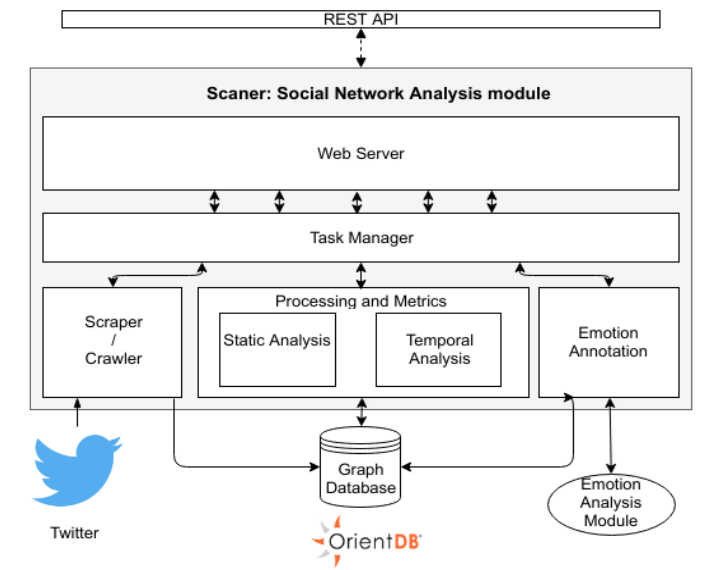 REST API
Scaner: Social Network Analysis module
Web Server
Task Manager
Scraper
/
Crawler
Processing and Metrics
Static Analysis
Temporal
Analysis
Emotion
Annotation
Graph
Database
Emotion
Analysis
Module
Twitter
OrientDB